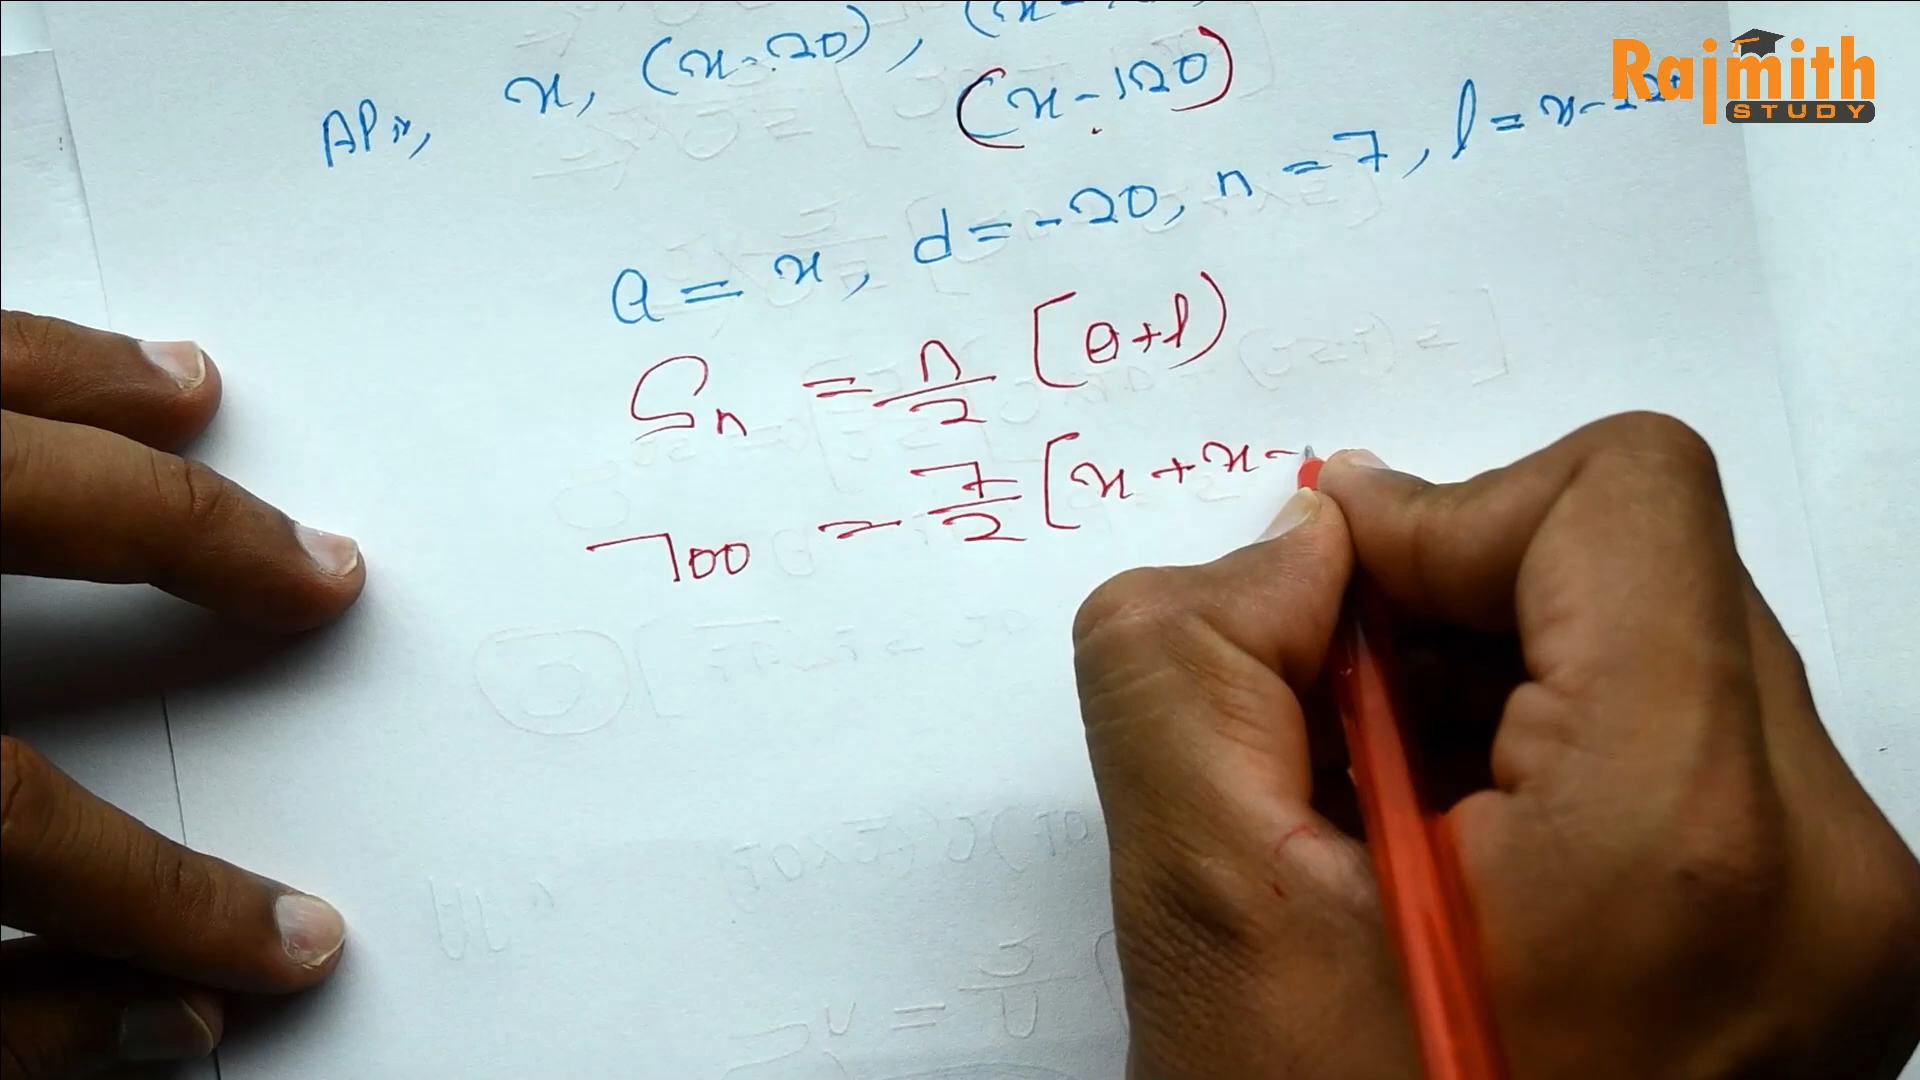 Rajmith
STUDY
AP, x, (x-20), (x-
(x-120)
a = x, d = -20, n = 7, l = x-
Sn = n/2 [a+l)
700 = 7/2 [x + x -